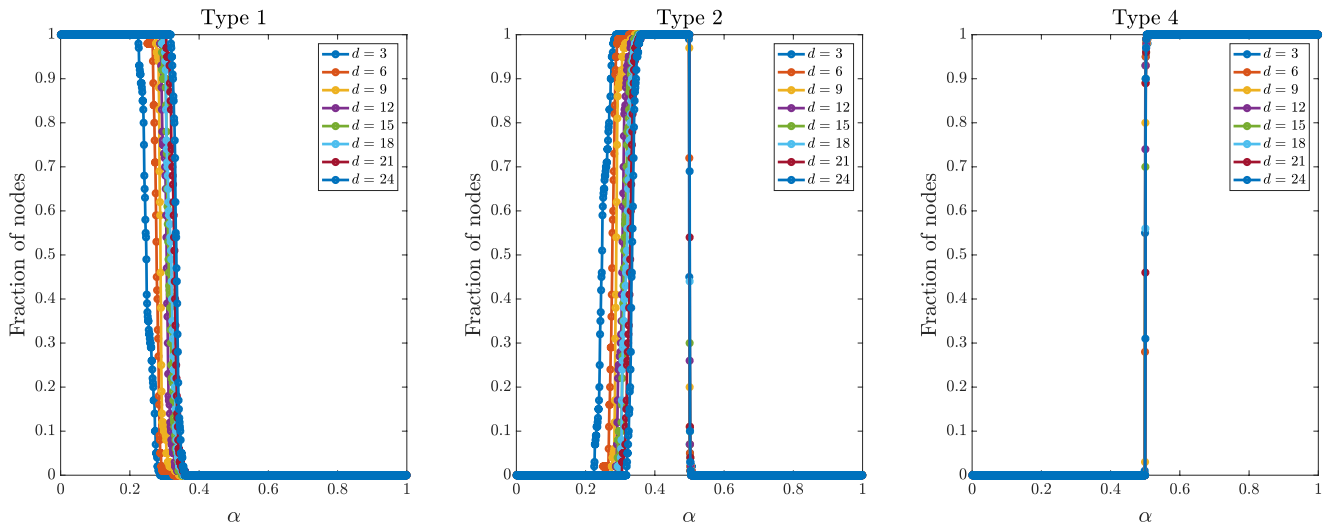 Type 1
Fraction of nodes
1
0.9
0.8
0.7
0.6
0.5
0.4
0.3
0.2
0.1
0
0 0.2 0.4 0.6 0.8 1
α
d = 3
d = 6
d = 9
d = 12
d = 15
d = 18
d = 21
d = 24
Type 2
Fraction of nodes
1
0.9
0.8
0.7
0.6
0.5
0.4
0.3
0.2
0.1
0
0 0.2 0.4 0.6 0.8 1
α
d = 3
d = 6
d = 9
d = 12
d = 15
d = 18
d = 21
d = 24
Type 4
Fraction of nodes
1
0.9
0.8
0.7
0.6
0.5
0.4
0.3
0.2
0.1
0
0 0.2 0.4 0.6 0.8 1
α
d = 3
d = 6
d = 9
d = 12
d = 15
d = 18
d = 21
d = 24